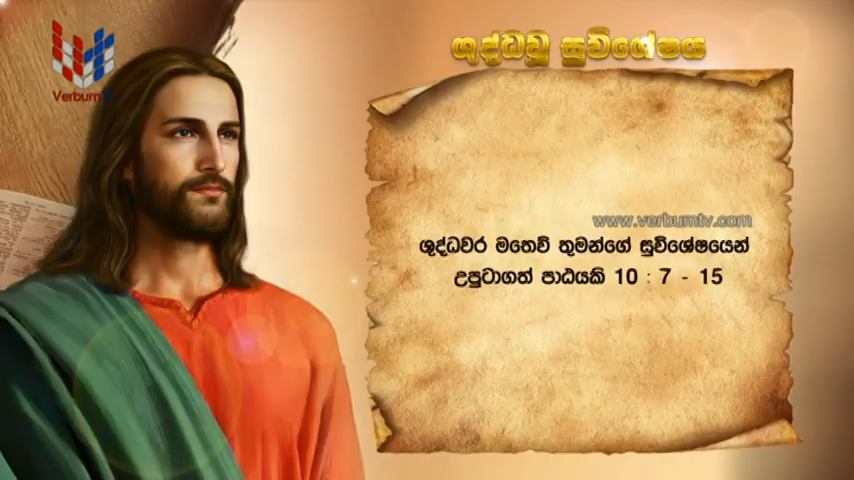 VerbumTv
ශුද්ධවූ සුවිශේෂය
www.verbumtv.com
ශුද්ධවර මතෙව් තුමන්ගේ සුවිශේෂයෙන්
උපුටාගත් පාඨයකි 10 : 7 - 15